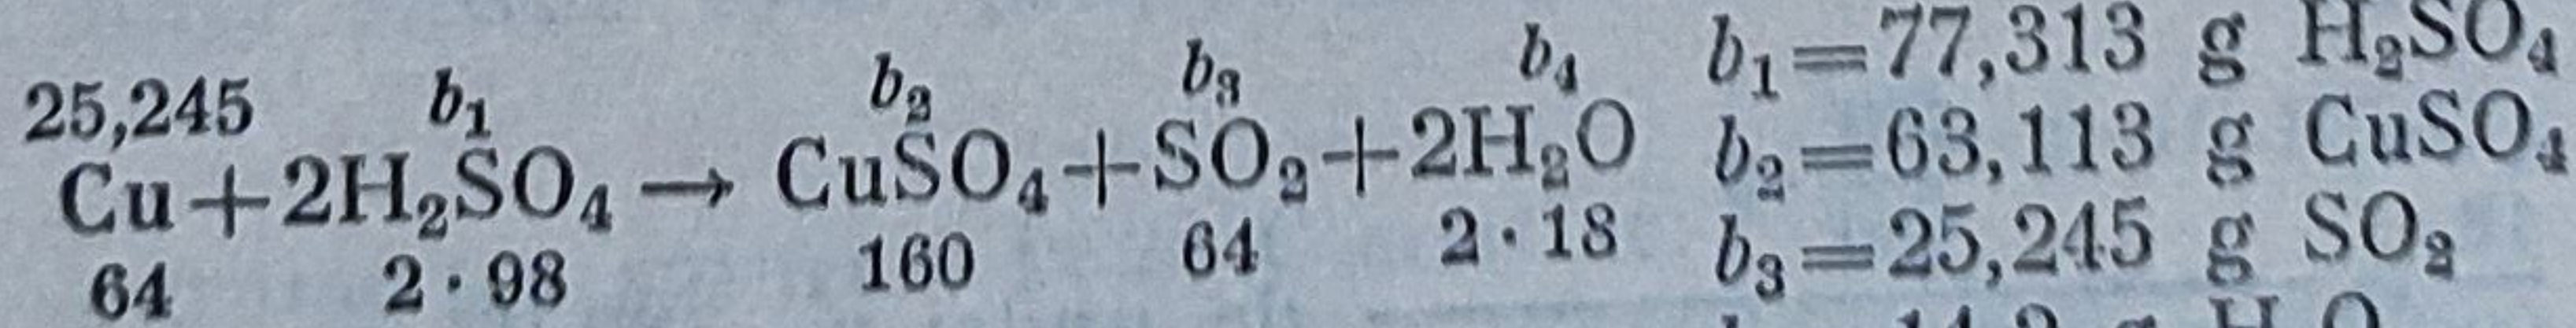 25,245 b₁ b₂ b₃ b₄
Cu+2H₂SO₄ → CuSO₄+SO₂+2H₂O
64 2·98 160 64 2·18
b₁=77,313 g H₂SO₄
b₂=63,113 g CuSO₄
b₃=25,245 g SO₂